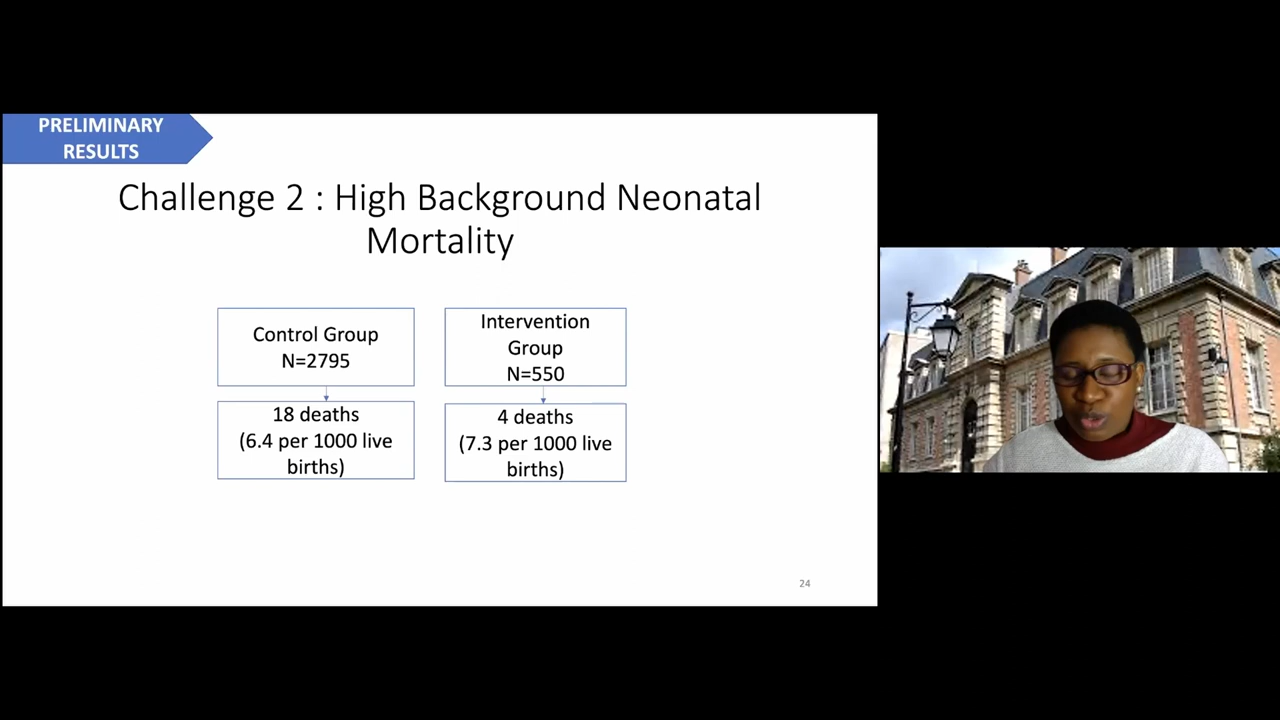 PRELIMINARY
RESULTS
Challenge 2 : High Background Neonatal
Mortality
Control Group
N=2795
18 deaths
(6.4 per 1000 live
births)
Intervention
Group
N=550
4 deaths
(7.3 per 1000 live
births)
24